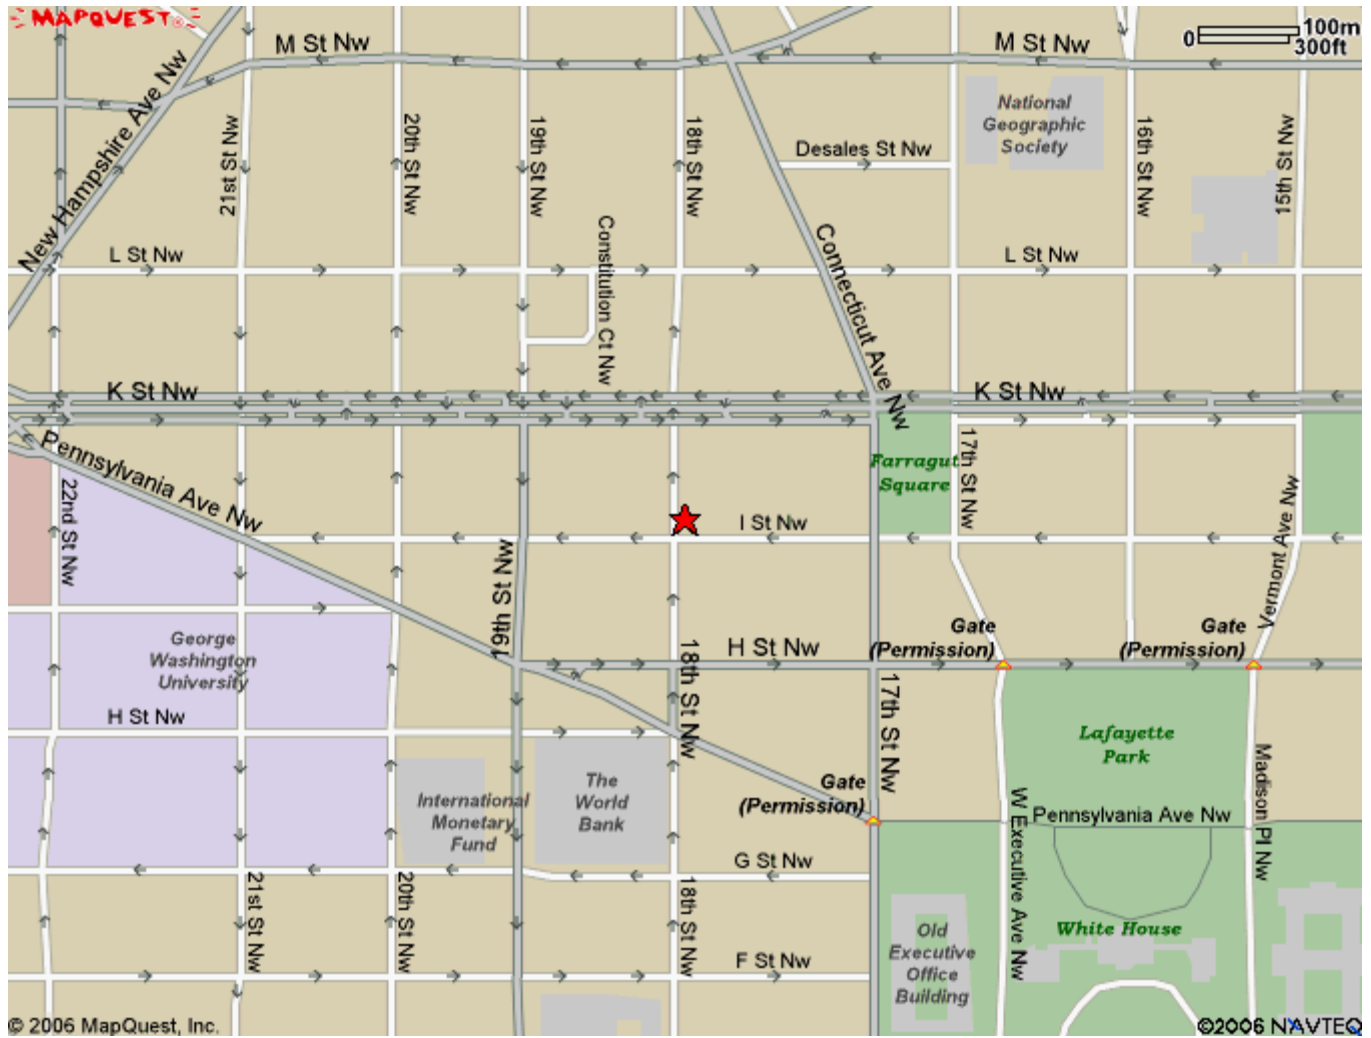 MAPQUEST
M St Nw
M St Nw
0
100m
300ft
New Hampshire Ave Nw
21st St Nw
20th St Nw
19th St Nw
18th St Nw
Desales St Nw
National
Geographic
Society
16th St Nw
15th St Nw
L St Nw
Constitution Ct Nw
Connecticut Ave Nw
L St Nw
K St Nw
K St Nw
Pennsylvania Ave Nw
22nd St Nw
Farragut
Square
17th St Nw
I St Nw
Vermont Ave Nw
19th St Nw
George
Washington
University
18th St Nw
H St Nw
Gate
(Permission)
Gate
(Permission)
H St Nw
17th St Nw
Lafayette
Park
Madison Pl Nw
International
Monetary
Fund
The
World
Bank
Gate
(Permission)
W Executive Ave Nw
Pennsylvania Ave Nw
G St Nw
21st St Nw
20th St Nw
18th St Nw
F St Nw
Old
Executive
Office
Building
White House
© 2006 MapQuest, Inc.
©2006 NAVTEQ